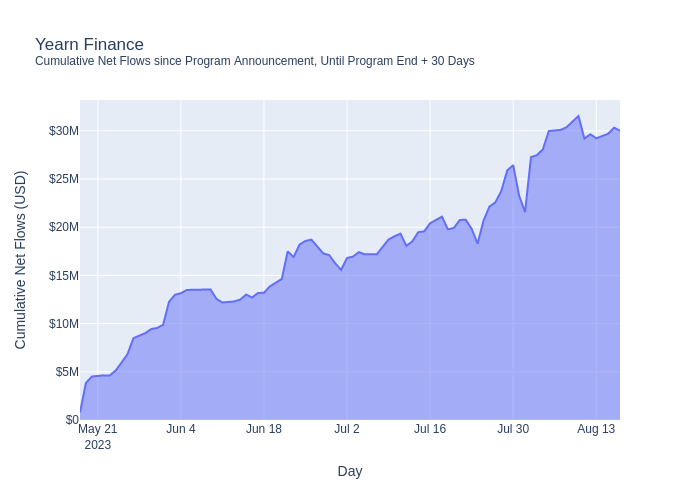 Yearn Finance
Cumulative Net Flows since Program Announcement, Until Program End + 30 Days
Cumulative Net Flows (USD)
$30M
$25M
$20M
$15M
$10M
$5M
$0
May 21 Jun 4 Jun 18 Jul 2 Jul 16 Jul 30 Aug 13
2023
Day